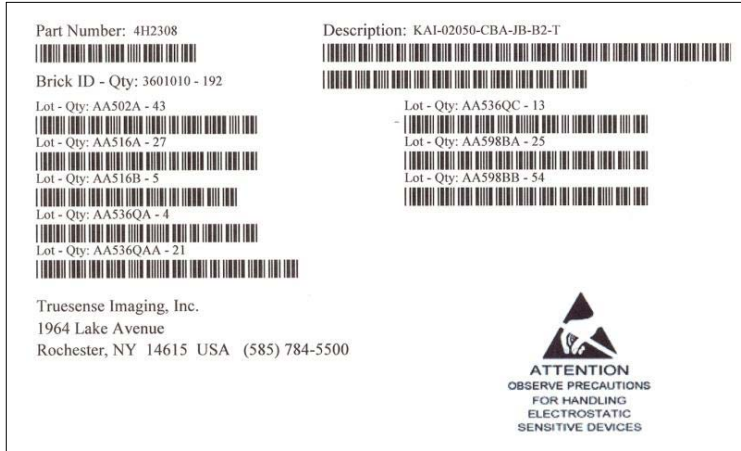 Part Number: 4H2308
Description: KAI-02050-CBA-JB-B2-T
Brick ID - Qty: 3601010 - 192
Lot - Qty: AA502A - 43
Lot - Qty: AA516A - 27
Lot - Qty: AA516B - 5
Lot - Qty: AA536QA - 4
Lot - Qty: AA536QAA - 21
Lot - Qty: AA536QC - 13
Lot - Qty: AA598BA - 25
Lot - Qty: AA598BB - 54
Truesense Imaging, Inc.
1964 Lake Avenue
Rochester, NY 14615 USA (585) 784-5500
ATTENTION
OBSERVE PRECAUTIONS
FOR HANDLING
ELECTROSTATIC
SENSITIVE DEVICES